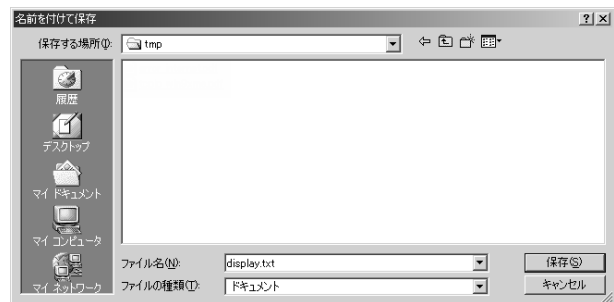 名前を付けて保存
保存する場所(I): tmp
履歴
デスクトップ
マイ ドキュメント
マイ コンピュータ
マイ ネットワーク
ファイル名(N): display.txt 保存(S)
ファイルの種類(T): ドキュメント キャンセル